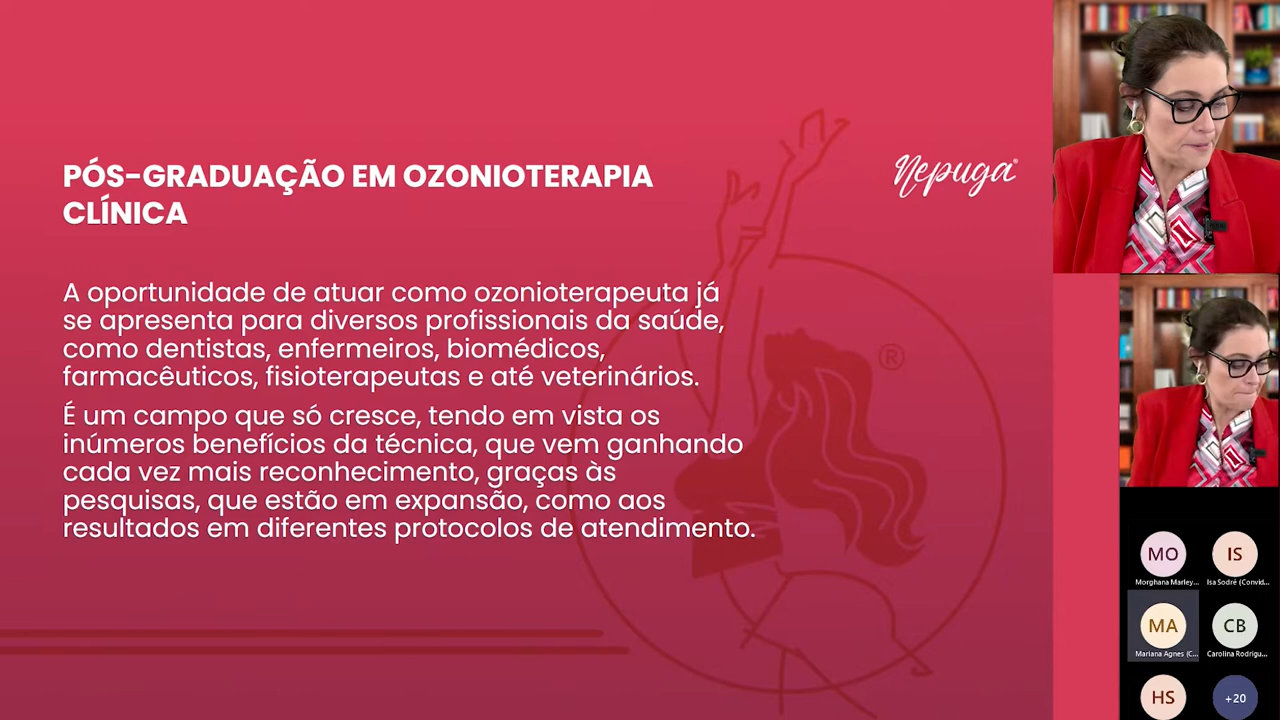 PÓS-GRADUAÇÃO EM OZONIOTERAPIA
CLÍNICA
Nepuga®
A oportunidade de atuar como ozonioterapeuta já
se apresenta para diversos profissionais da saúde,
como dentistas, enfermeiros, biomédicos,
farmacêuticos, fisioterapeutas e até veterinários.
É um campo que só cresce, tendo em vista os
inúmeros benefícios da técnica, que vem ganhando
cada vez mais reconhecimento, graças às
pesquisas, que estão em expansão, como aos
resultados em diferentes protocolos de atendimento.
®
MO
IS
Morghana Marley...
Isa Sodré (Convid...
MA
CB
Mariana Agnes (C...
Carolina Rodrigu...
HS
+20